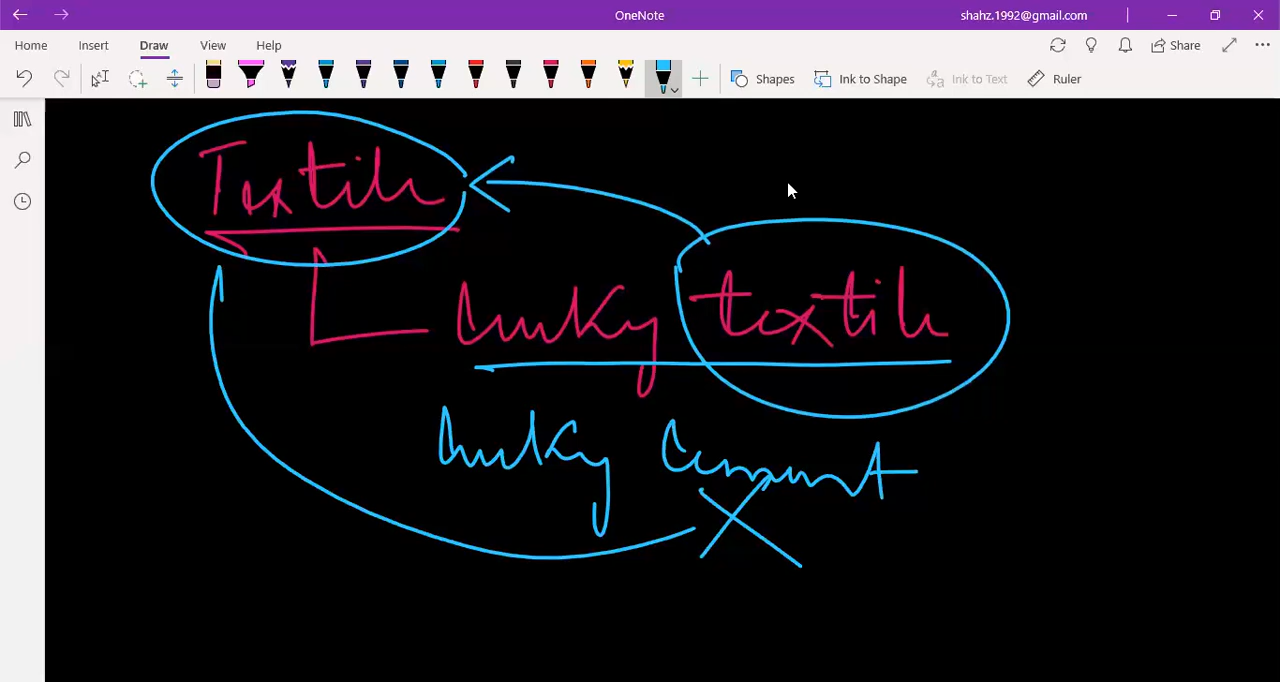 OneNote
shahz.1992@gmail.com
Home Insert Draw View Help
Share
Shapes Ink to Shape Ink to Text Ruler
Textile
Lucky textile
Lucky Cement